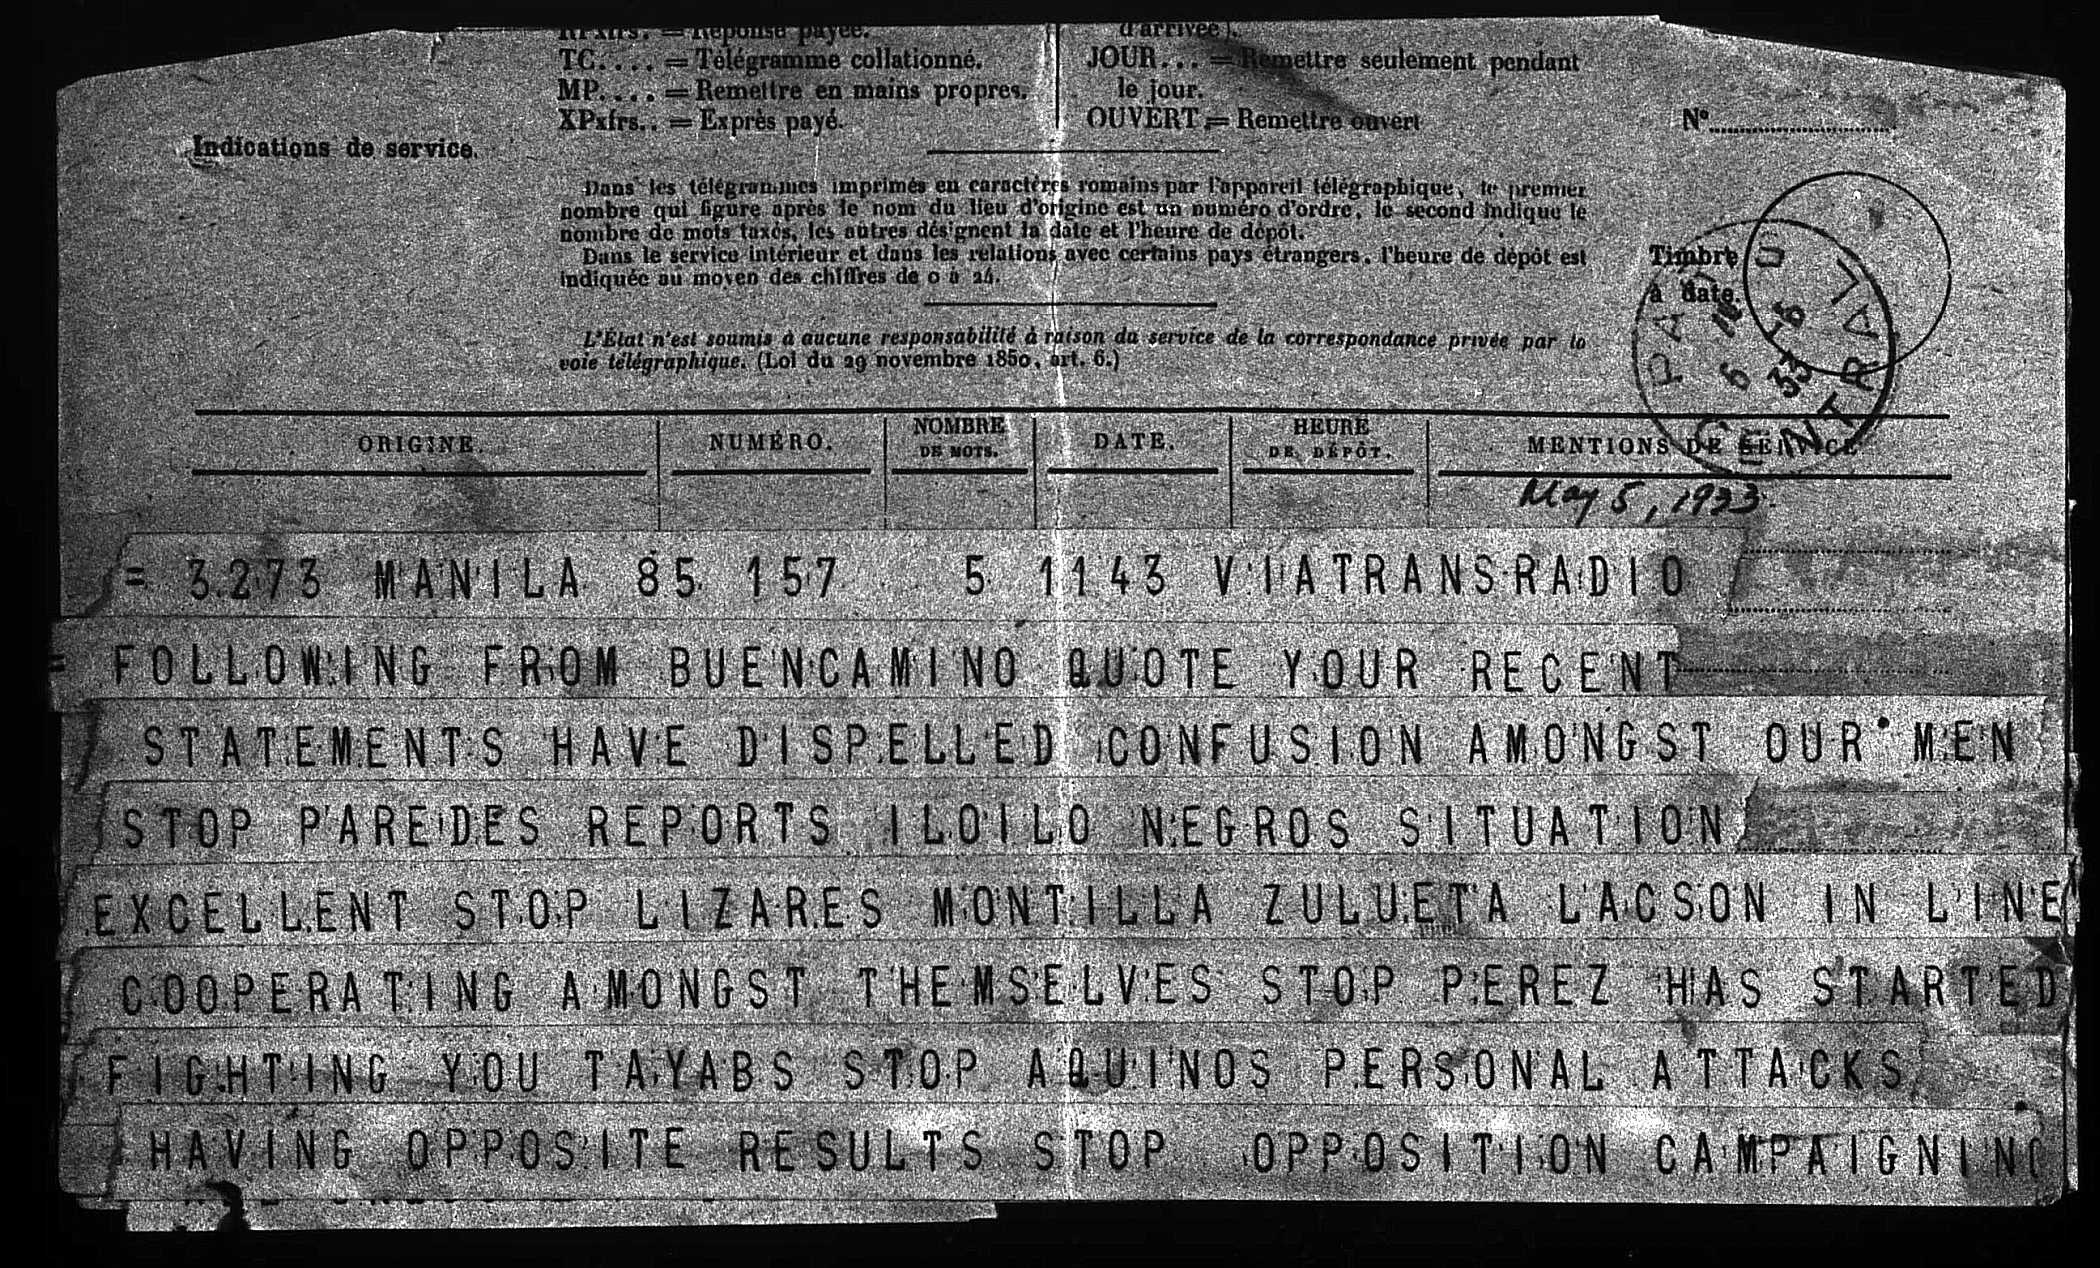 RPxfrs. = Réponse payée.
TC.... = Télégramme collationné.
MP.... = Remettre en mains propres.
XPxfrs.. = Exprès payé.
d'arrivée).
JOUR... = Remettre seulement pendant
le jour.
OUVERT = Remettre ouvert
Indications de service.
N°
Dans les télégrammes imprimés en caractères romains par l'appareil télégraphique, le premier
nombre qui figure après le nom du lieu d'origine est un numéro d'ordre, le second indique le
nombre de mots taxés, les autres désignent la date et l'heure de dépôt.
Dans le service intérieur et dans les relations avec certains pays étrangers, l'heure de dépôt est
indiquée au moyen des chiffres de 0 à 24.
Timbre
à date.
L'État n'est soumis à aucune responsabilité à raison du service de la correspondance privée par la
voie télégraphique. (Loi du 29 novembre 1850, art. 6.)
CENTRAL
ORIGINE. NUMÉRO. NOMBRE DE MOTS. DATE. HEURE DE DÉPÔT. MENTIONS DE SERVICE
May 5, 1933.
= 3273 MANILA 85 157 5 1143 VIATRANSRADIO
= FOLLOWING FROM BUENCAMINO QUOTE YOUR RECENT
STATEMENTS HAVE DISPELLED CONFUSION AMONGST OUR MEN
STOP PAREDES REPORTS ILOILO NEGROS SITUATION
EXCELLENT STOP LIZARES MONTILLA ZULUETA LACSON IN LINE
COOPERATING AMONGST THEMSELVES STOP PEREZ HAS STARTED
FIGHTING YOU TAYABS STOP AQUINOS PERSONAL ATTACKS
HAVING OPPOSITE RESULTS STOP OPPOSITION CAMPAIGNING